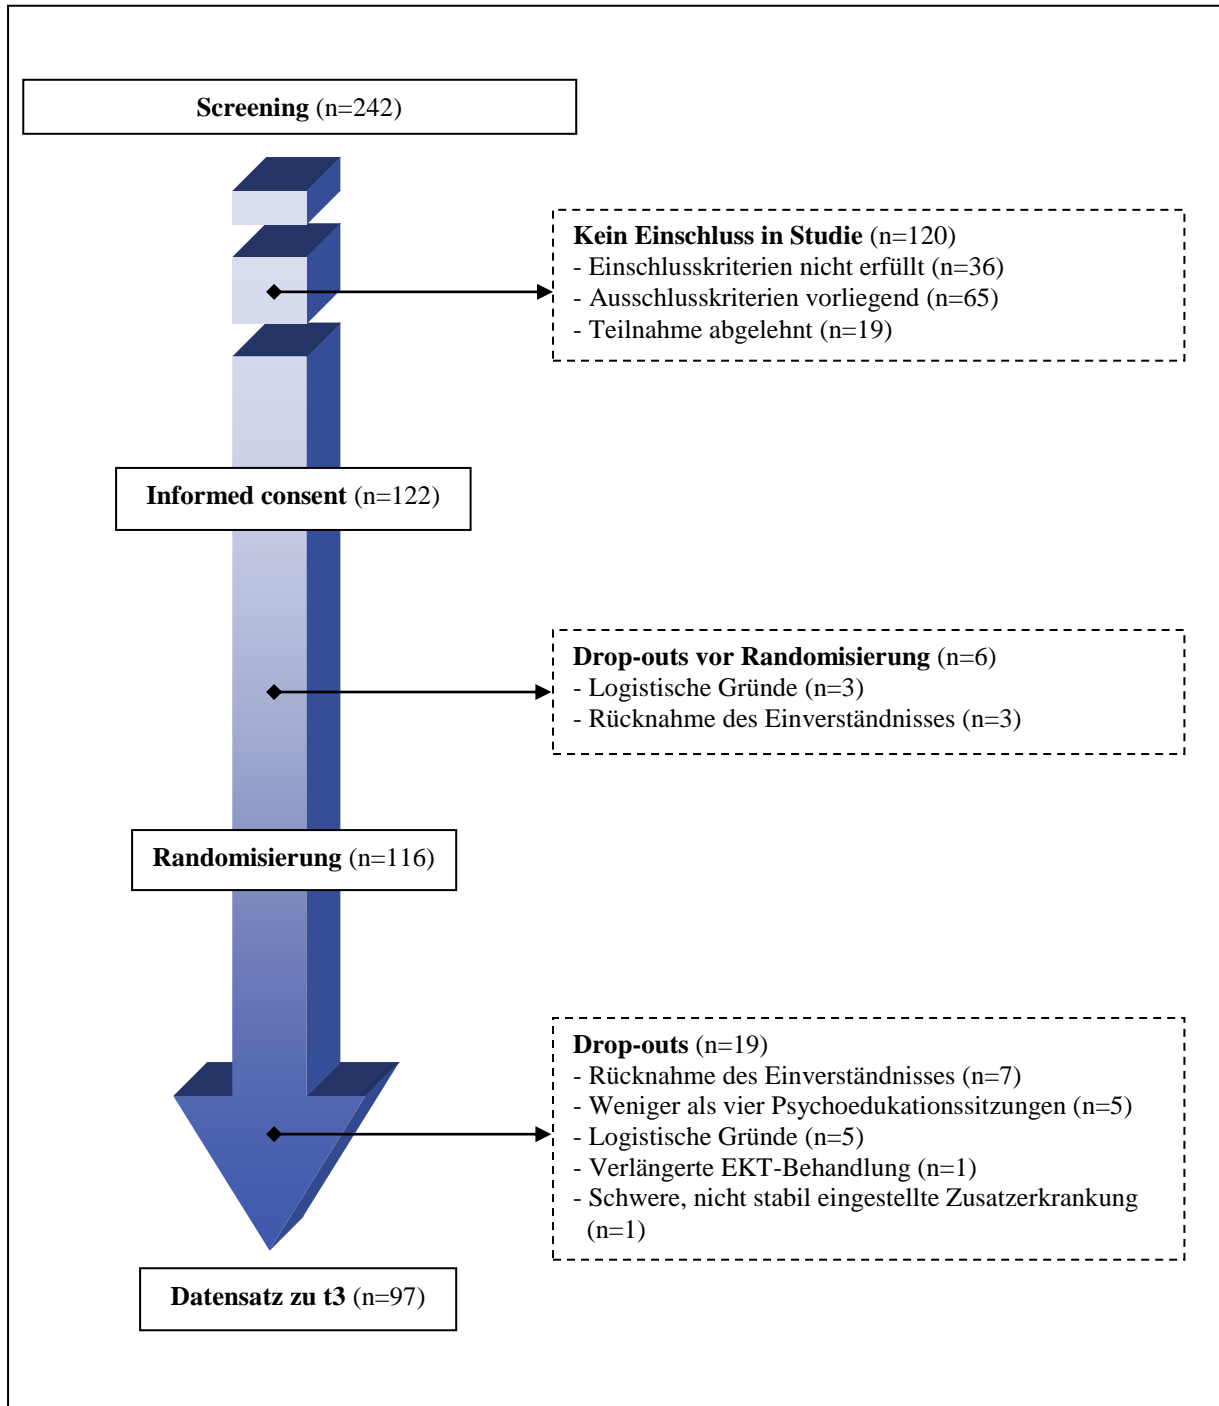 Screening (n=242)
Kein Einschluss in Studie (n=120)
- Einschlusskriterien nicht erfüllt (n=36)
- Ausschlusskriterien vorliegend (n=65)
- Teilnahme abgelehnt (n=19)
Informed consent (n=122)
Drop-outs vor Randomisierung (n=6)
- Logistische Gründe (n=3)
- Rücknahme des Einverständnisses (n=3)
Randomisierung (n=116)
Drop-outs (n=19)
- Rücknahme des Einverständnisses (n=7)
- Weniger als vier Psychoedukationssitzungen (n=5)
- Logistische Gründe (n=5)
- Verlängerte EKT-Behandlung (n=1)
- Schwere, nicht stabil eingestellte Zusatzerkrankung
(n=1)
Datensatz zu t3 (n=97)